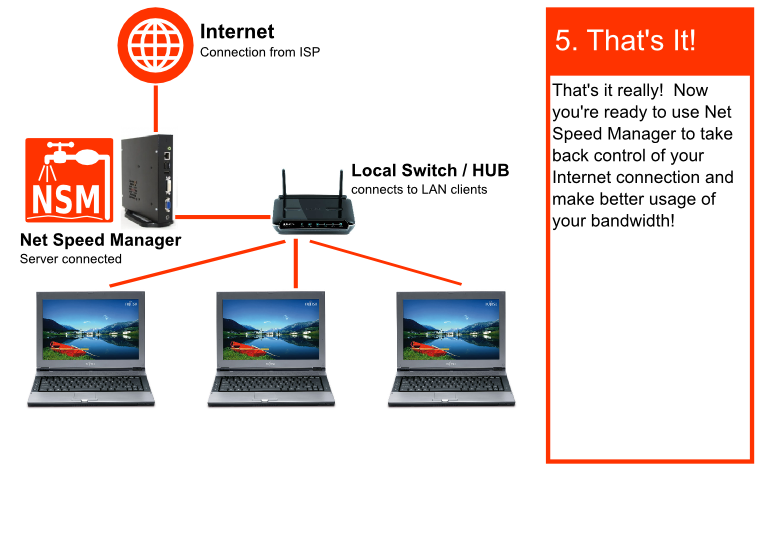 Internet
Connection from ISP
NSM
Local Switch / HUB
connects to LAN clients
Net Speed Manager
Server connected
5. That's It!
That's it really!  Now
you're ready to use Net
Speed Manager to take
back control of your
Internet connection and
make better usage of
your bandwidth!